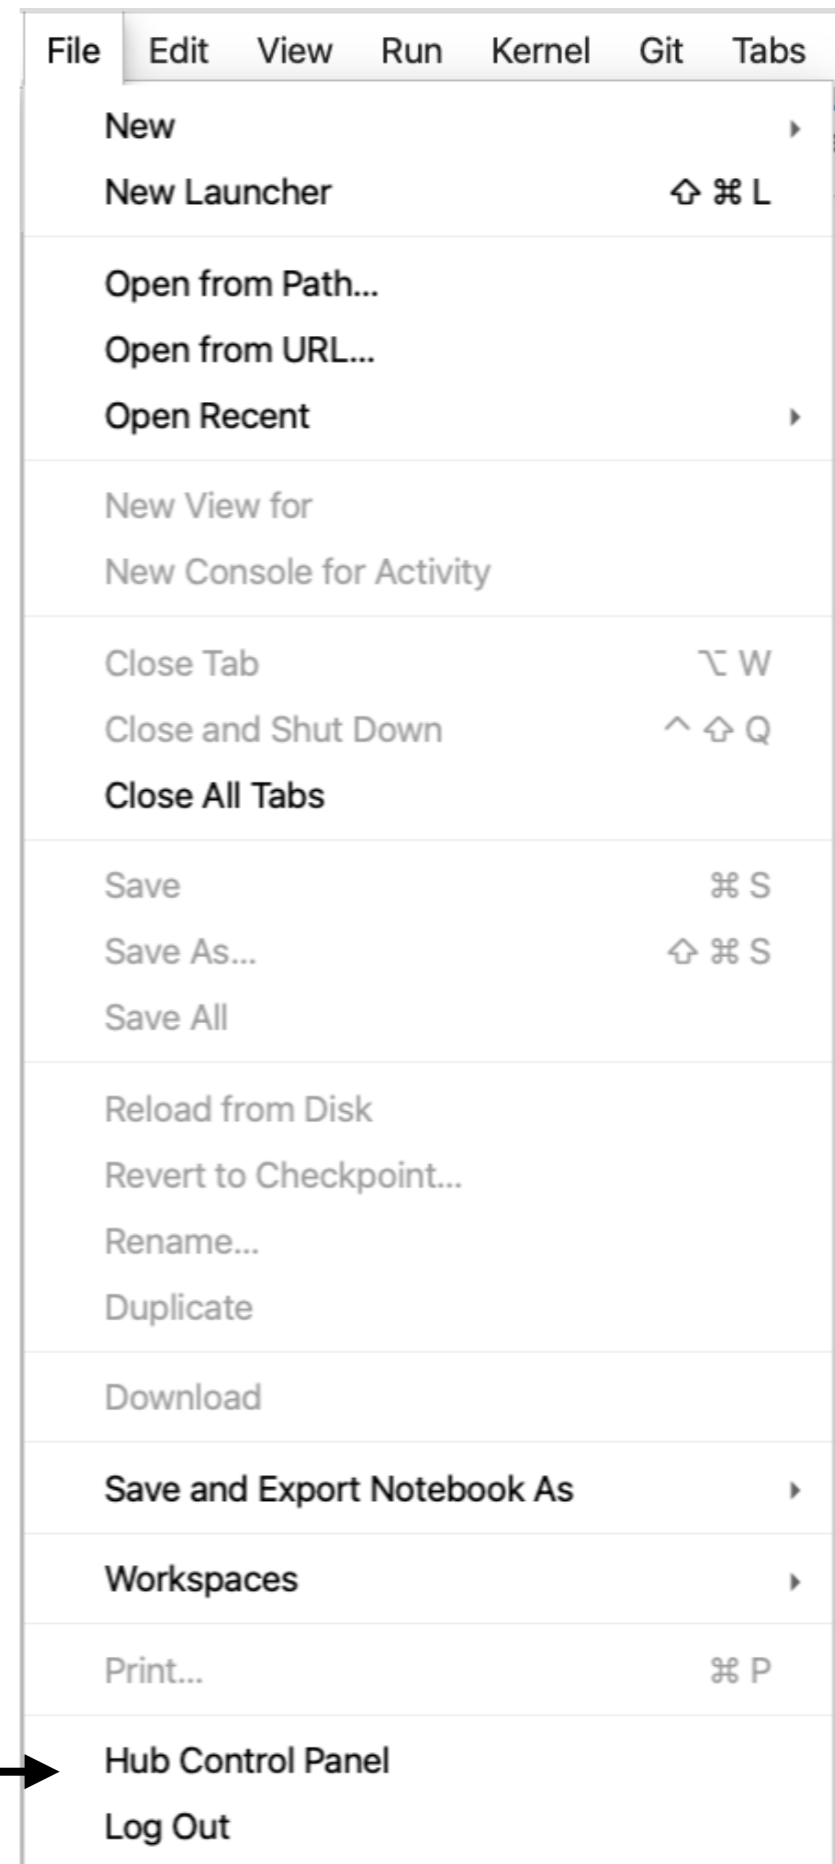 File Edit View Run Kernel Git Tabs
New
New Launcher ⇧ ⌘ L
Open from Path...
Open from URL...
Open Recent
New View for
New Console for Activity
Close Tab ⌥ W
Close and Shut Down ^ ⇧ Q
Close All Tabs
Save ⌘ S
Save As... ⇧ ⌘ S
Save All
Reload from Disk
Revert to Checkpoint...
Rename...
Duplicate
Download
Save and Export Notebook As
Workspaces
Print... ⌘ P
Hub Control Panel
Log Out